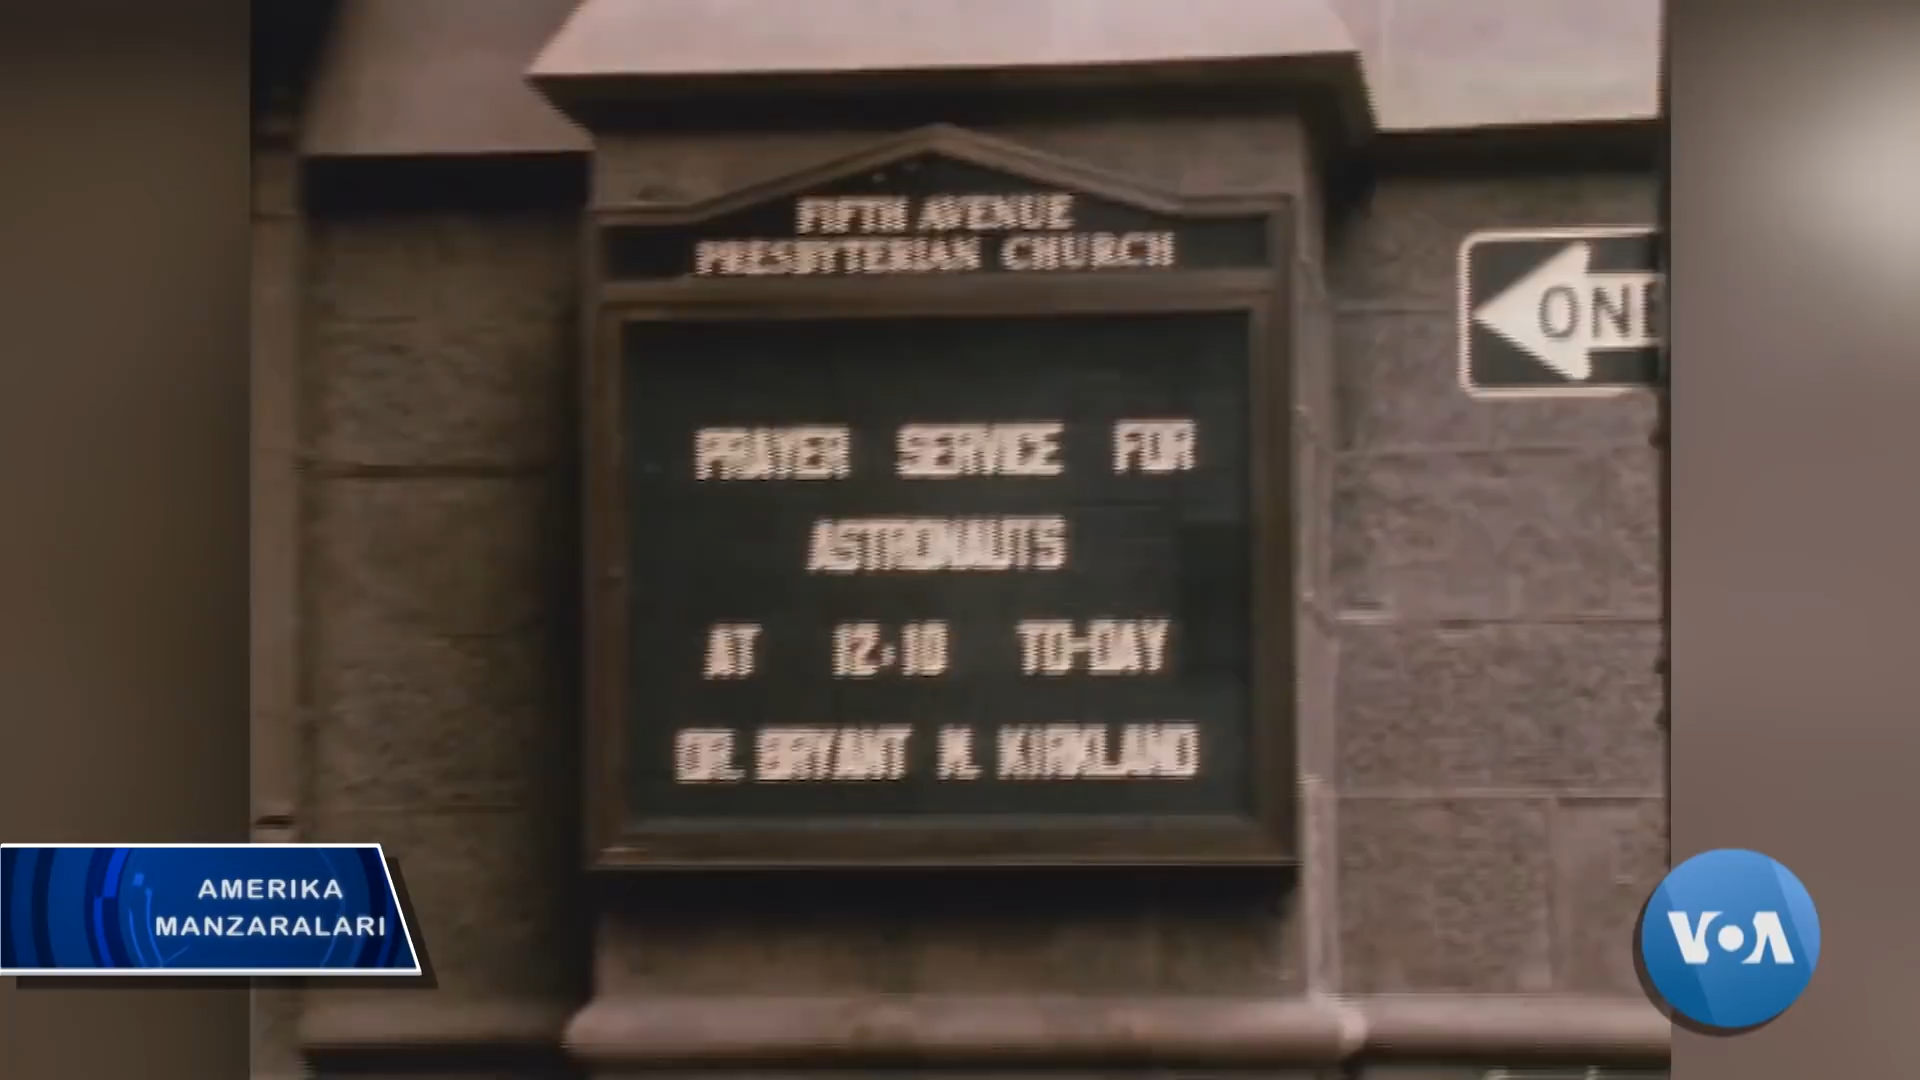 FIFTH AVENUE
PRESBYTERIAN CHURCH
PRAYER SERVICE FOR
ASTRONAUTS
AT 12:10 TO-DAY
DR. BRYANT M. KIRKLAND
ONE
AMERIKA
MANZARALARI
VOA